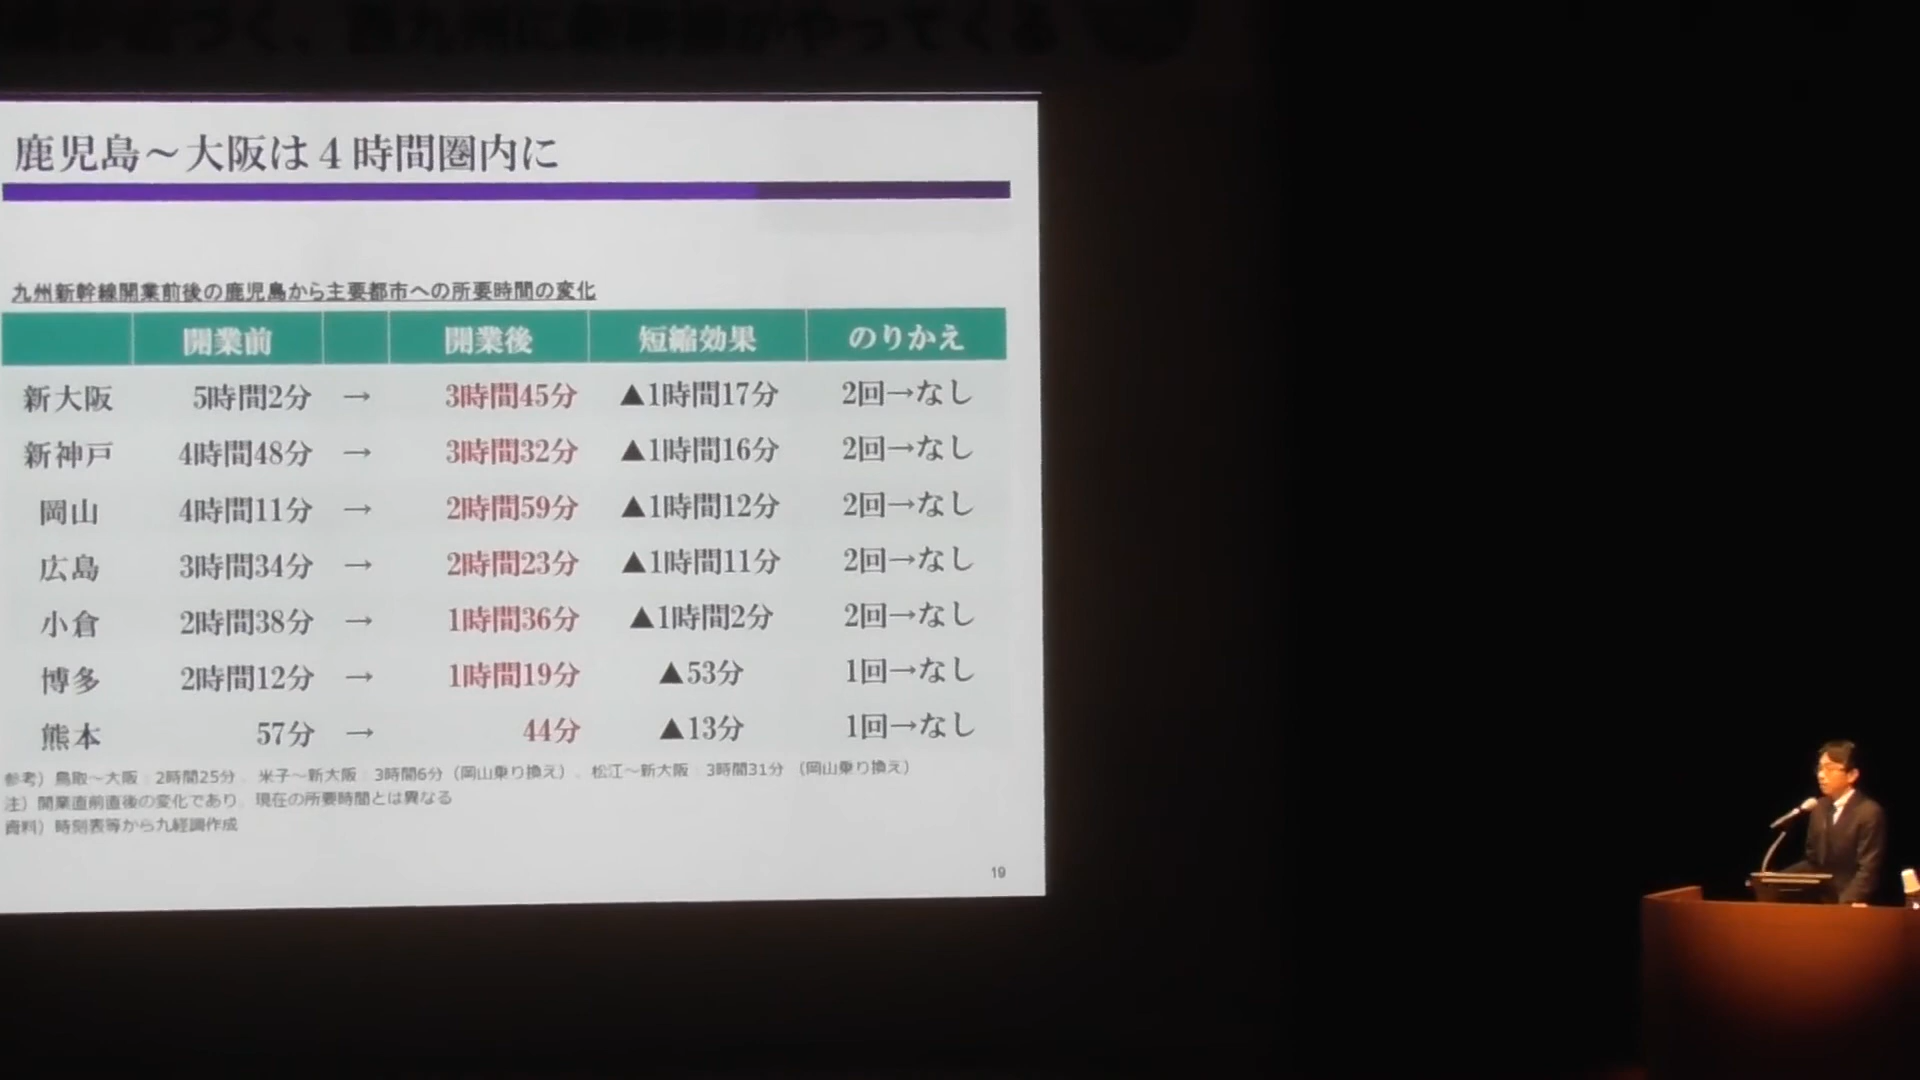 づく、西九州に新幹線がやってくる
鹿児島～大阪は４時間圏内に
九州新幹線開業前後の鹿児島から主要都市への所要時間の変化
開業前 開業後 短縮効果 のりかえ
新大阪 5時間2分 → 3時間45分 ▲1時間17分 2回→なし
新神戸 4時間48分 → 3時間32分 ▲1時間16分 2回→なし
岡山 4時間11分 → 2時間59分 ▲1時間12分 2回→なし
広島 3時間34分 → 2時間23分 ▲1時間11分 2回→なし
小倉 2時間38分 → 1時間36分 ▲1時間2分 2回→なし
博多 2時間12分 → 1時間19分 ▲53分 1回→なし
熊本 57分 → 44分 ▲13分 1回→なし
参考）鳥取～大阪：2時間25分、米子～新大阪：3時間6分（岡山乗り換え）、松江～新大阪：3時間31分（岡山乗り換え）
注）開業直前直後の変化であり、現在の所要時間とは異なる
資料）時刻表等から九経調作成
19